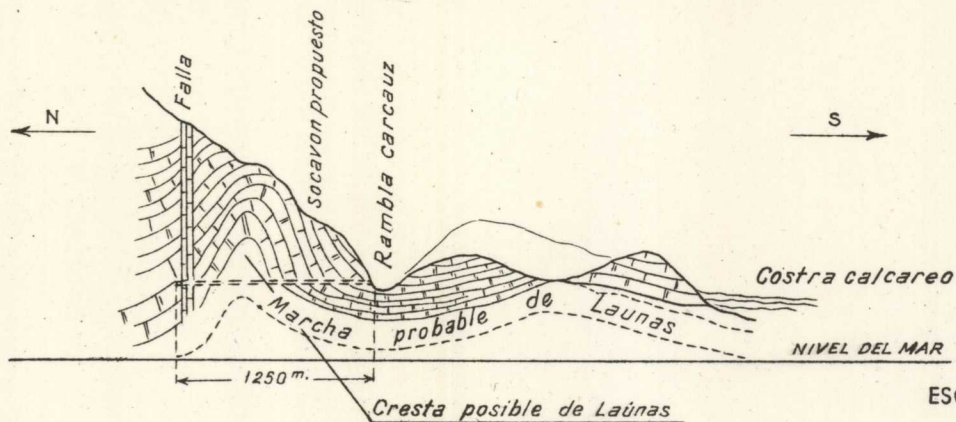 N
Falla
Socavon propuesto
Rambla carcauz
S
Costra calcareo
Marcha probable de Launas
NIVEL DEL MAR
1250 m.
Cresta posible de Laúnas
ESC